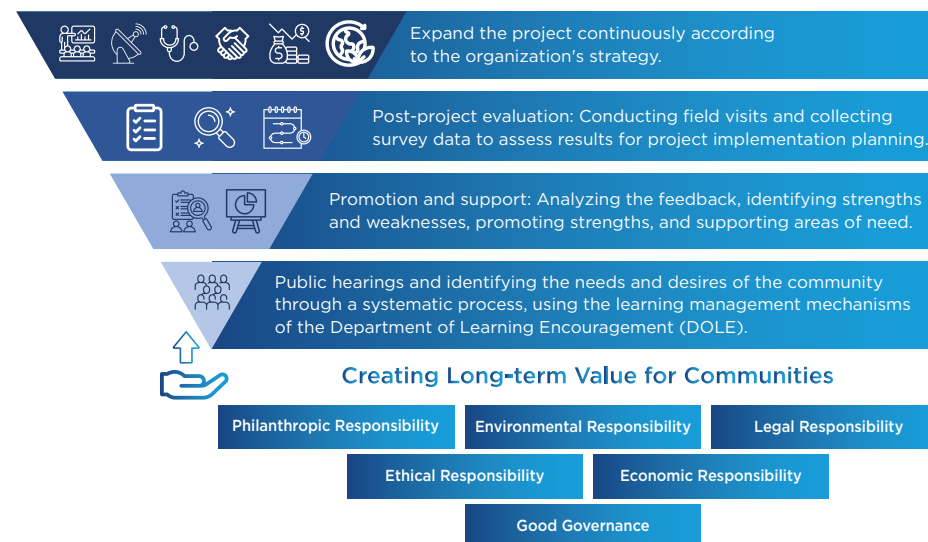 Expand the project continuously according
to the organization's strategy.
Post-project evaluation: Conducting field visits and collecting
survey data to assess results for project implementation planning.
Promotion and support: Analyzing the feedback, identifying strengths
and weaknesses, promoting strengths, and supporting areas of need.
Public hearings and identifying the needs and desires of the community
through a systematic process, using the learning management mechanisms
of the Department of Learning Encouragement (DOLE).
Creating Long-term Value for Communities
Philanthropic Responsibility
Environmental Responsibility
Legal Responsibility
Ethical Responsibility
Economic Responsibility
Good Governance